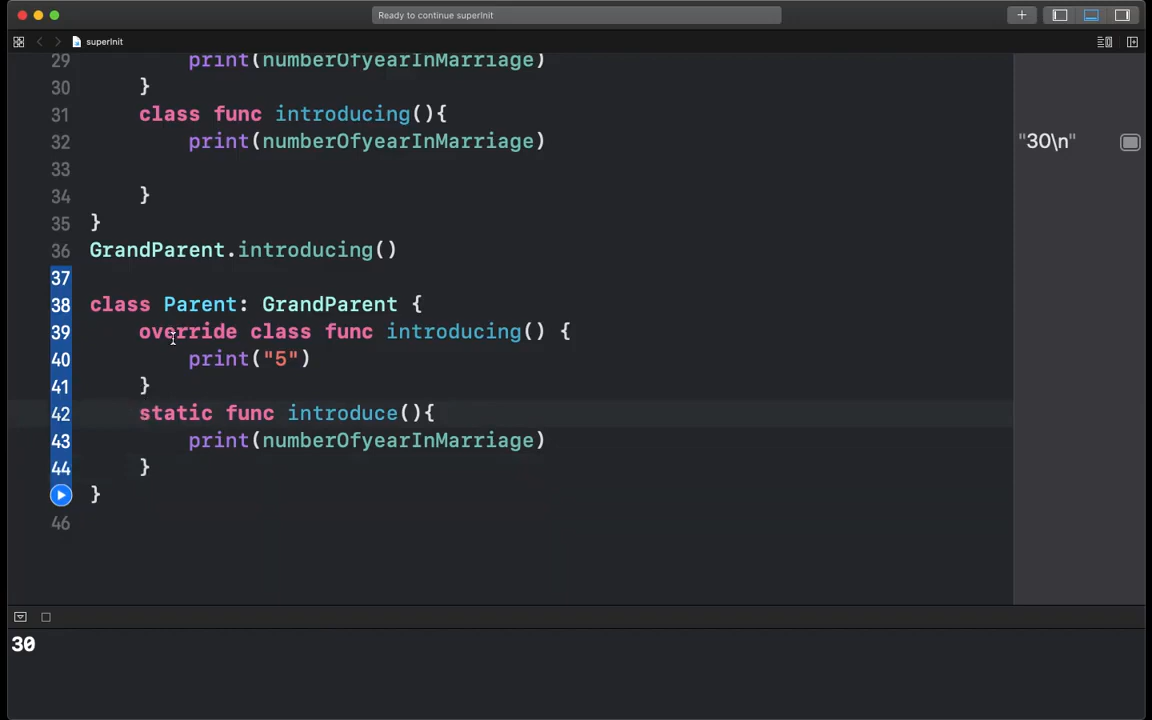 Ready to continue superInit
superInit
29 print(numberOfyearInMarriage)
30 }
31 class func introducing(){
32 print(numberOfyearInMarriage)
"30\n"
33
34 }
35 }
36 GrandParent.introducing()
37
38 class Parent: GrandParent {
39 override class func introducing() {
40 print("5")
41 }
42 static func introduce(){
43 print(numberOfyearInMarriage)
44 }
}
46
30